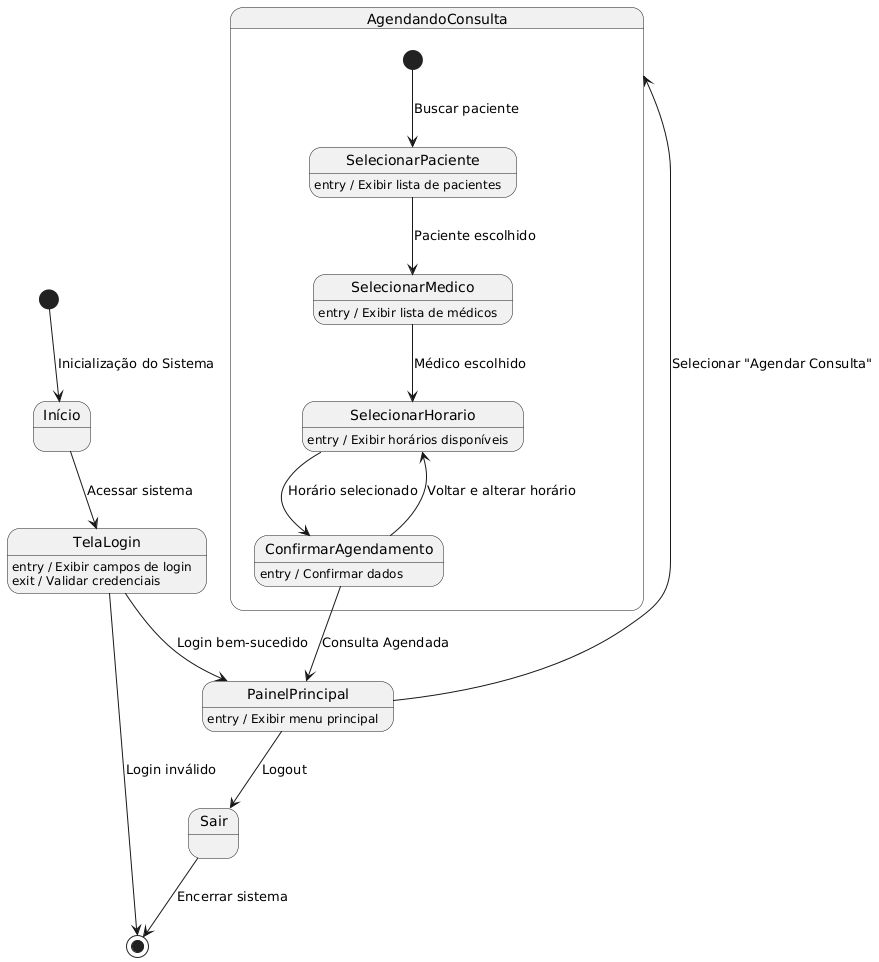 AgendandoConsulta
Buscar paciente
SelecionarPaciente
entry / Exibir lista de pacientes
Paciente escolhido
SelecionarMedico
entry / Exibir lista de médicos
Médico escolhido
SelecionarHorario
entry / Exibir horários disponíveis
Horário selecionado
Voltar e alterar horário
ConfirmarAgendamento
entry / Confirmar dados
Inicialização do Sistema
Início
Acessar sistema
TelaLogin
entry / Exibir campos de login
exit / Validar credenciais
Login bem-sucedido
Consulta Agendada
Selecionar "Agendar Consulta"
PainelPrincipal
entry / Exibir menu principal
Login inválido
Logout
Sair
Encerrar sistema